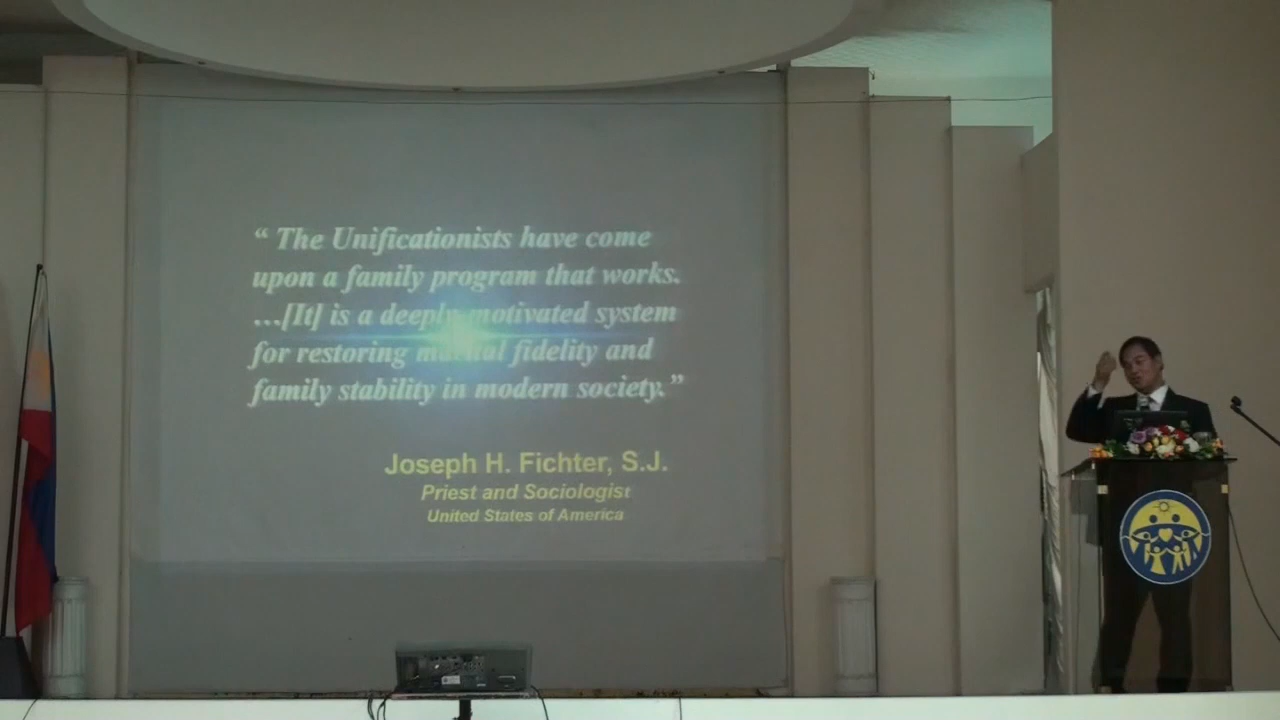 “ The Unificationists have come
upon a family program that works.
...[It] is a deeply motivated system
for restoring marital fidelity and
family stability in modern society.”
Joseph H. Fichter, S.J.
Priest and Sociologist
United States of America